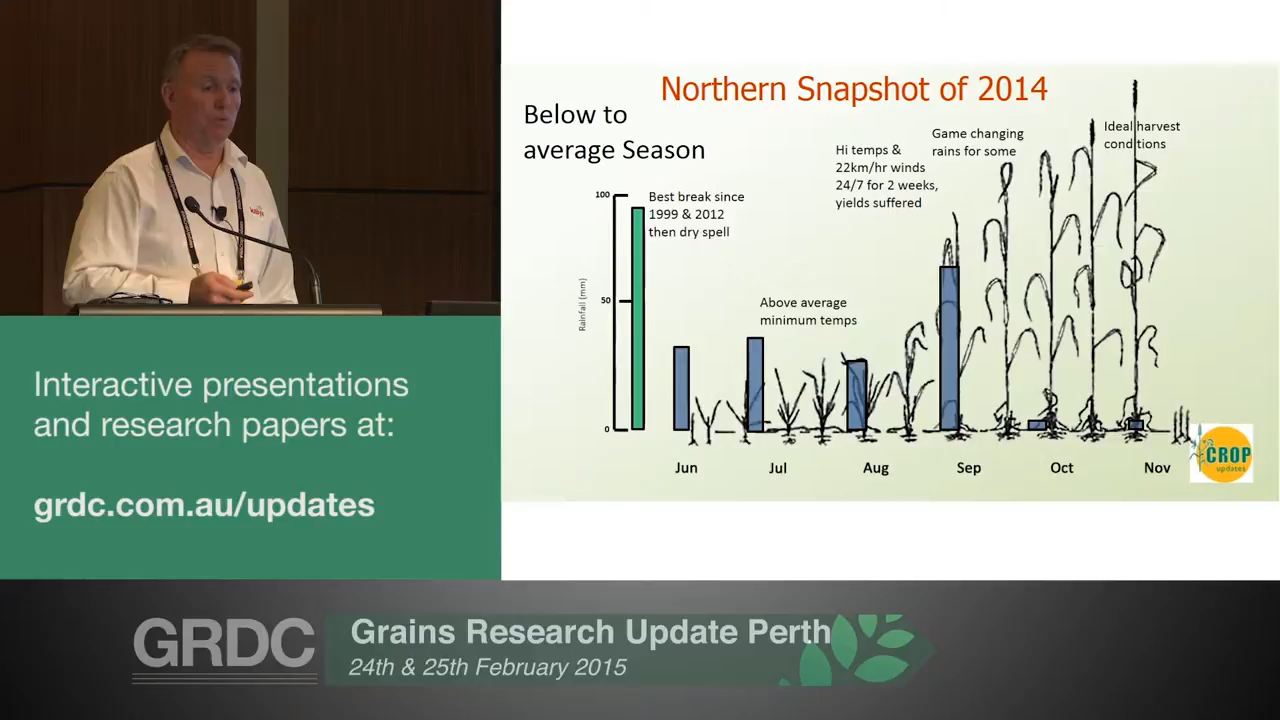 Northern Snapshot of 2014
Below to
average Season
Best break since
1999 & 2012
then dry spell
Above average
minimum temps
Hi temps &
22km/hr winds
24/7 for 2 weeks,
yields suffered
Game changing
rains for some
Ideal harvest
conditions
100
50
0
Rainfall (mm)
Jun
Jul
Aug
Sep
Oct
Nov
CROP
updates
Interactive presentations
and research papers at:
grdc.com.au/updates
GRDC
Grains Research Update Perth
24th & 25th February 2015